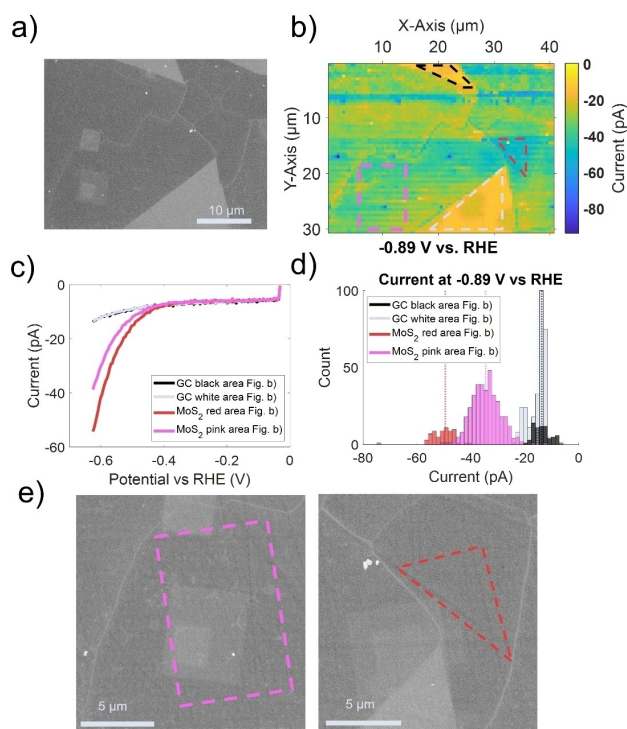 a)
10 µm
b)
X-Axis (µm)
10 20 30 40
Y-Axis (µm)
10
20
30
-0.89 V vs. RHE
0
-20
-40
-60
-80
Current (pA)
c)
0
-20
-40
-60
Current (pA)
GC black area Fig. b)
GC white area Fig. b)
MoS2 red area Fig. b)
MoS2 pink area Fig. b)
-0.6 -0.4 -0.2 0
Potential vs RHE (V)
d)
Current at -0.89 V vs RHE
100
50
0
Count
GC black area Fig. b)
GC white area Fig. b)
MoS2 red area Fig. b)
MoS2 pink area Fig. b)
-80 -60 -40 -20 0
Current (pA)
e)
5 µm
5 µm